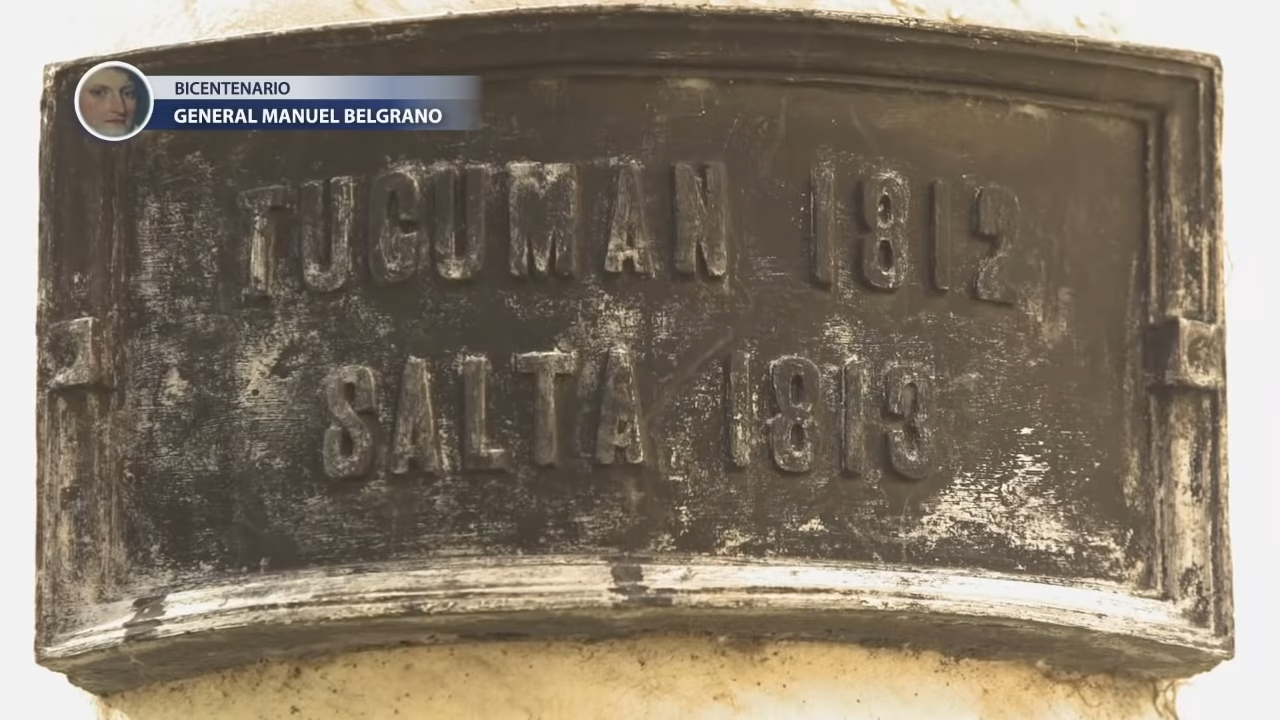 BICENTENARIO
GENERAL MANUEL BELGRANO
TUCUMAN 1812
SALTA 1813